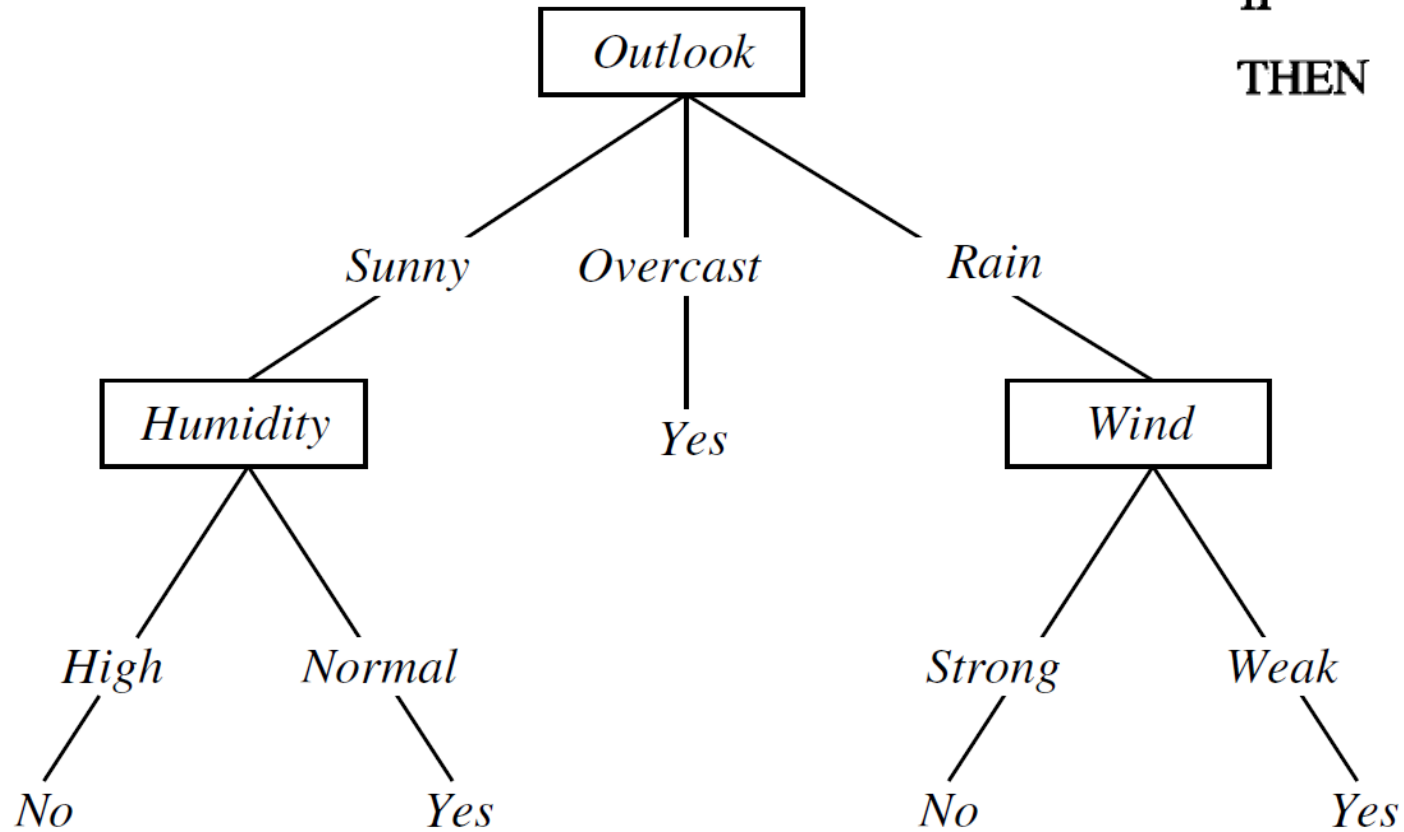 Outlook
THEN
Sunny Overcast Rain
Humidity Yes Wind
High Normal Strong Weak
No Yes No Yes